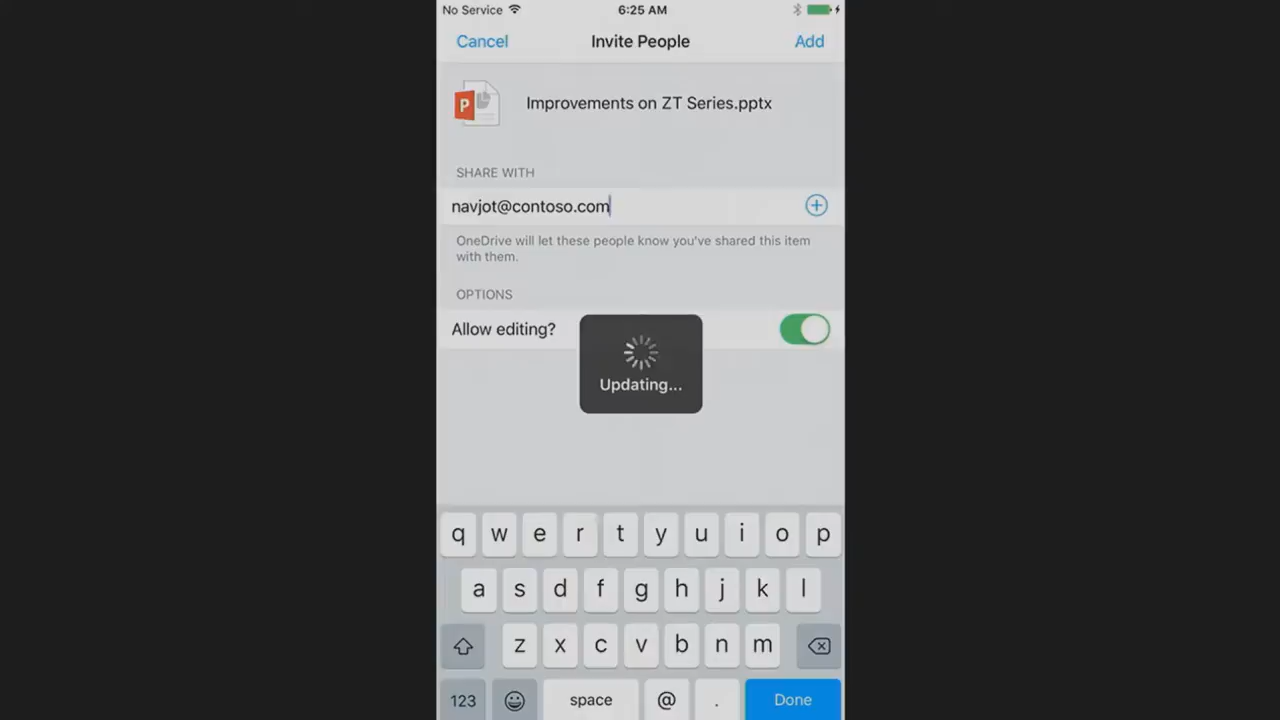 No Service 6:25 AM
Cancel Invite People Add
P Improvements on ZT Series.pptx
SHARE WITH
navjot@contoso.com
OneDrive will let these people know you've shared this item
with them.
OPTIONS
Allow editing?
Updating...
q w e r t y u i o p
a s d f g h j k l
z x c v b n m
123 space @ . Done